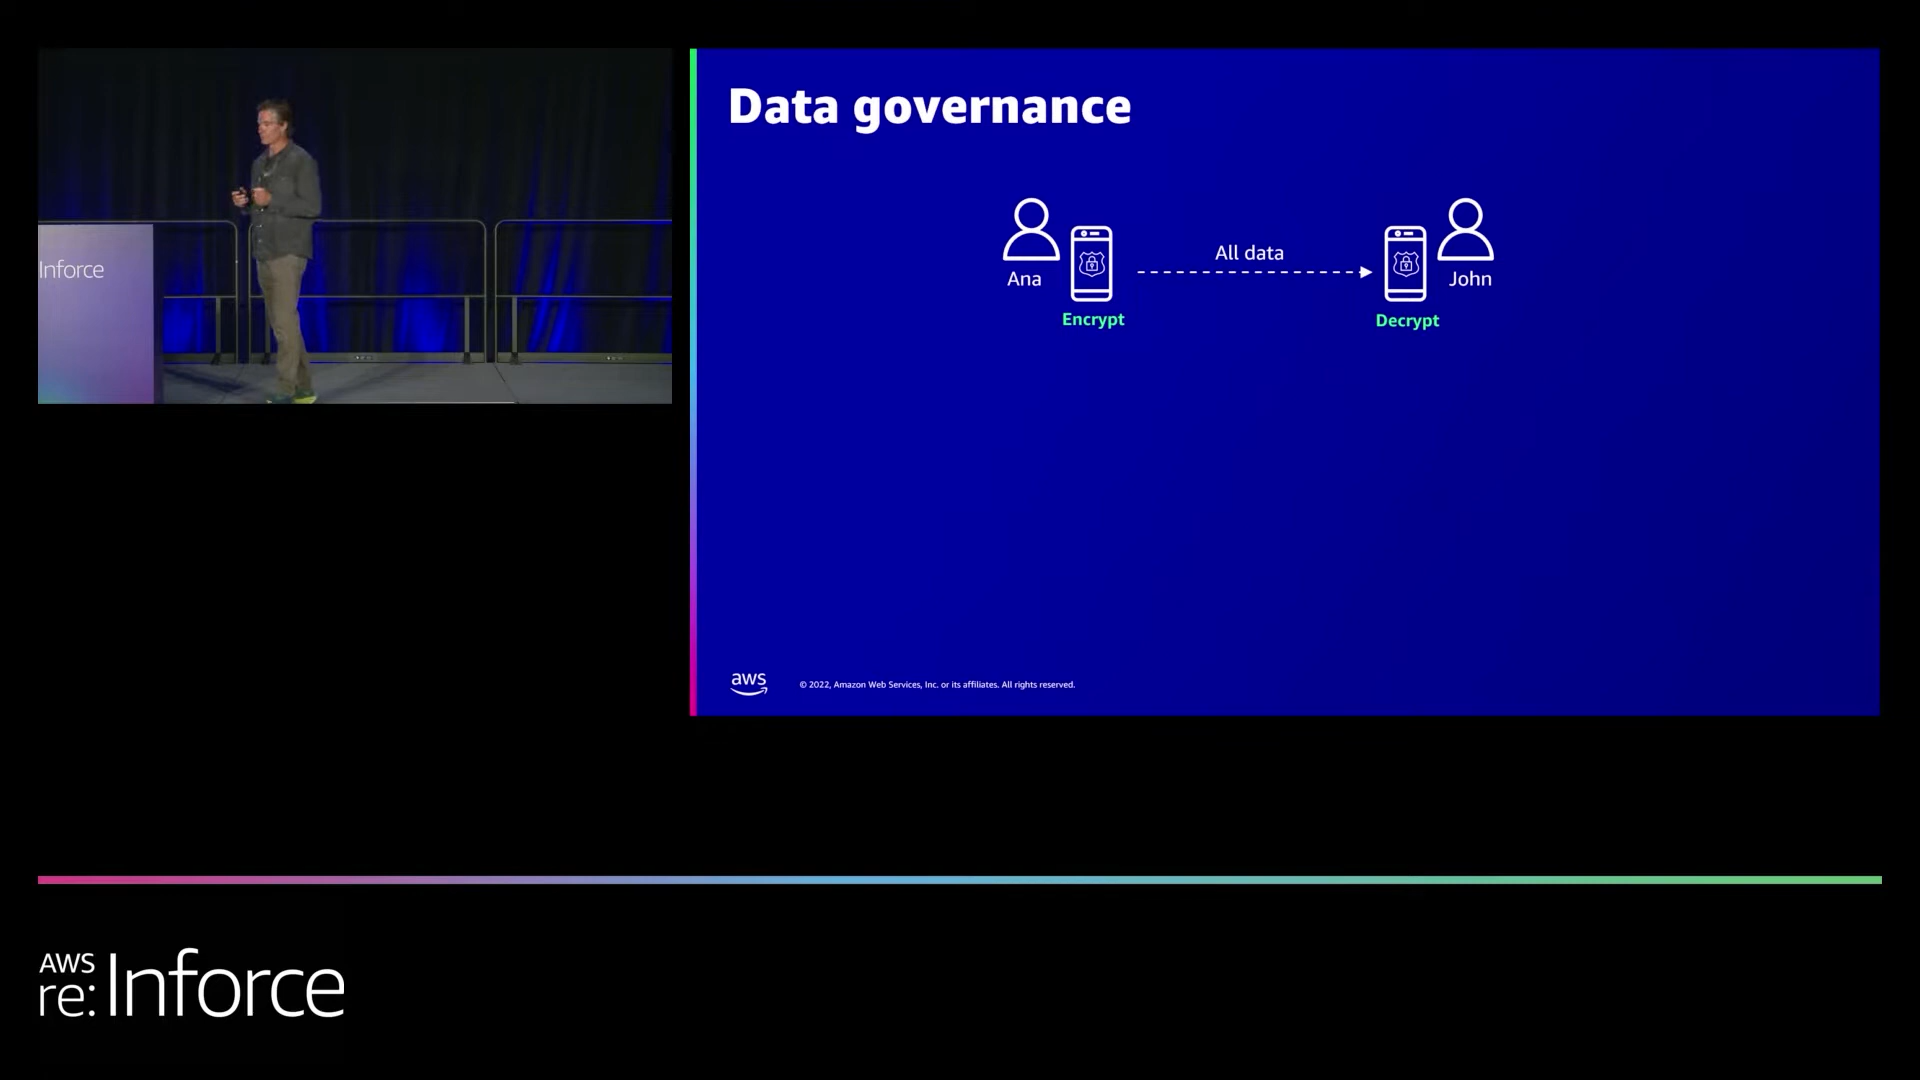 Inforce
Data governance
All data
Ana
John
Encrypt
Decrypt
aws
© 2022, Amazon Web Services, Inc. or its affiliates. All rights reserved.
AWS
re: Inforce